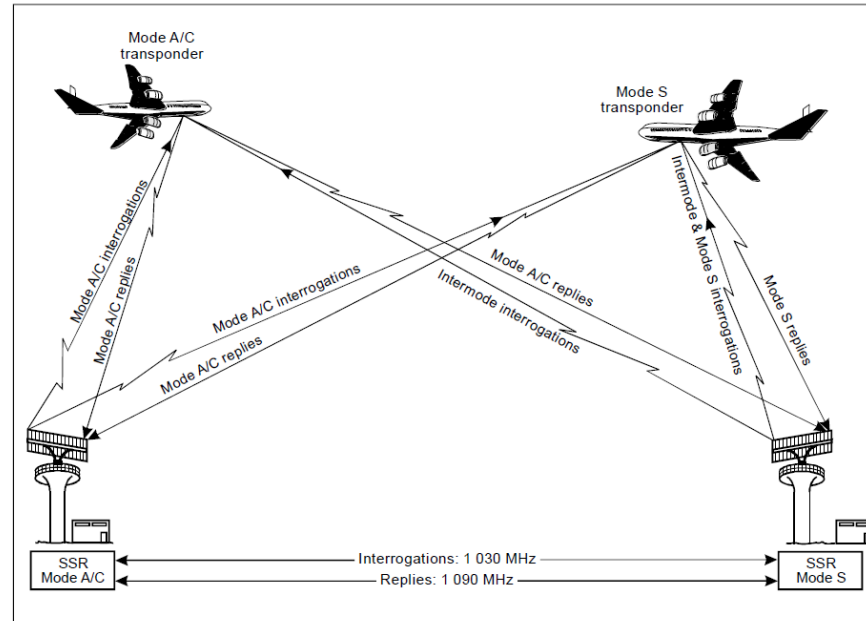 Mode A/C
transponder
Mode S
transponder
Mode A/C interrogations
Mode A/C replies
Mode A/C interrogations
Mode A/C replies
Mode A/C replies
Intermode interrogations
Intermode & Mode S interrogations
Mode S replies
SSR
Mode A/C
Interrogations: 1 030 MHz
Replies: 1 090 MHz
SSR
Mode S